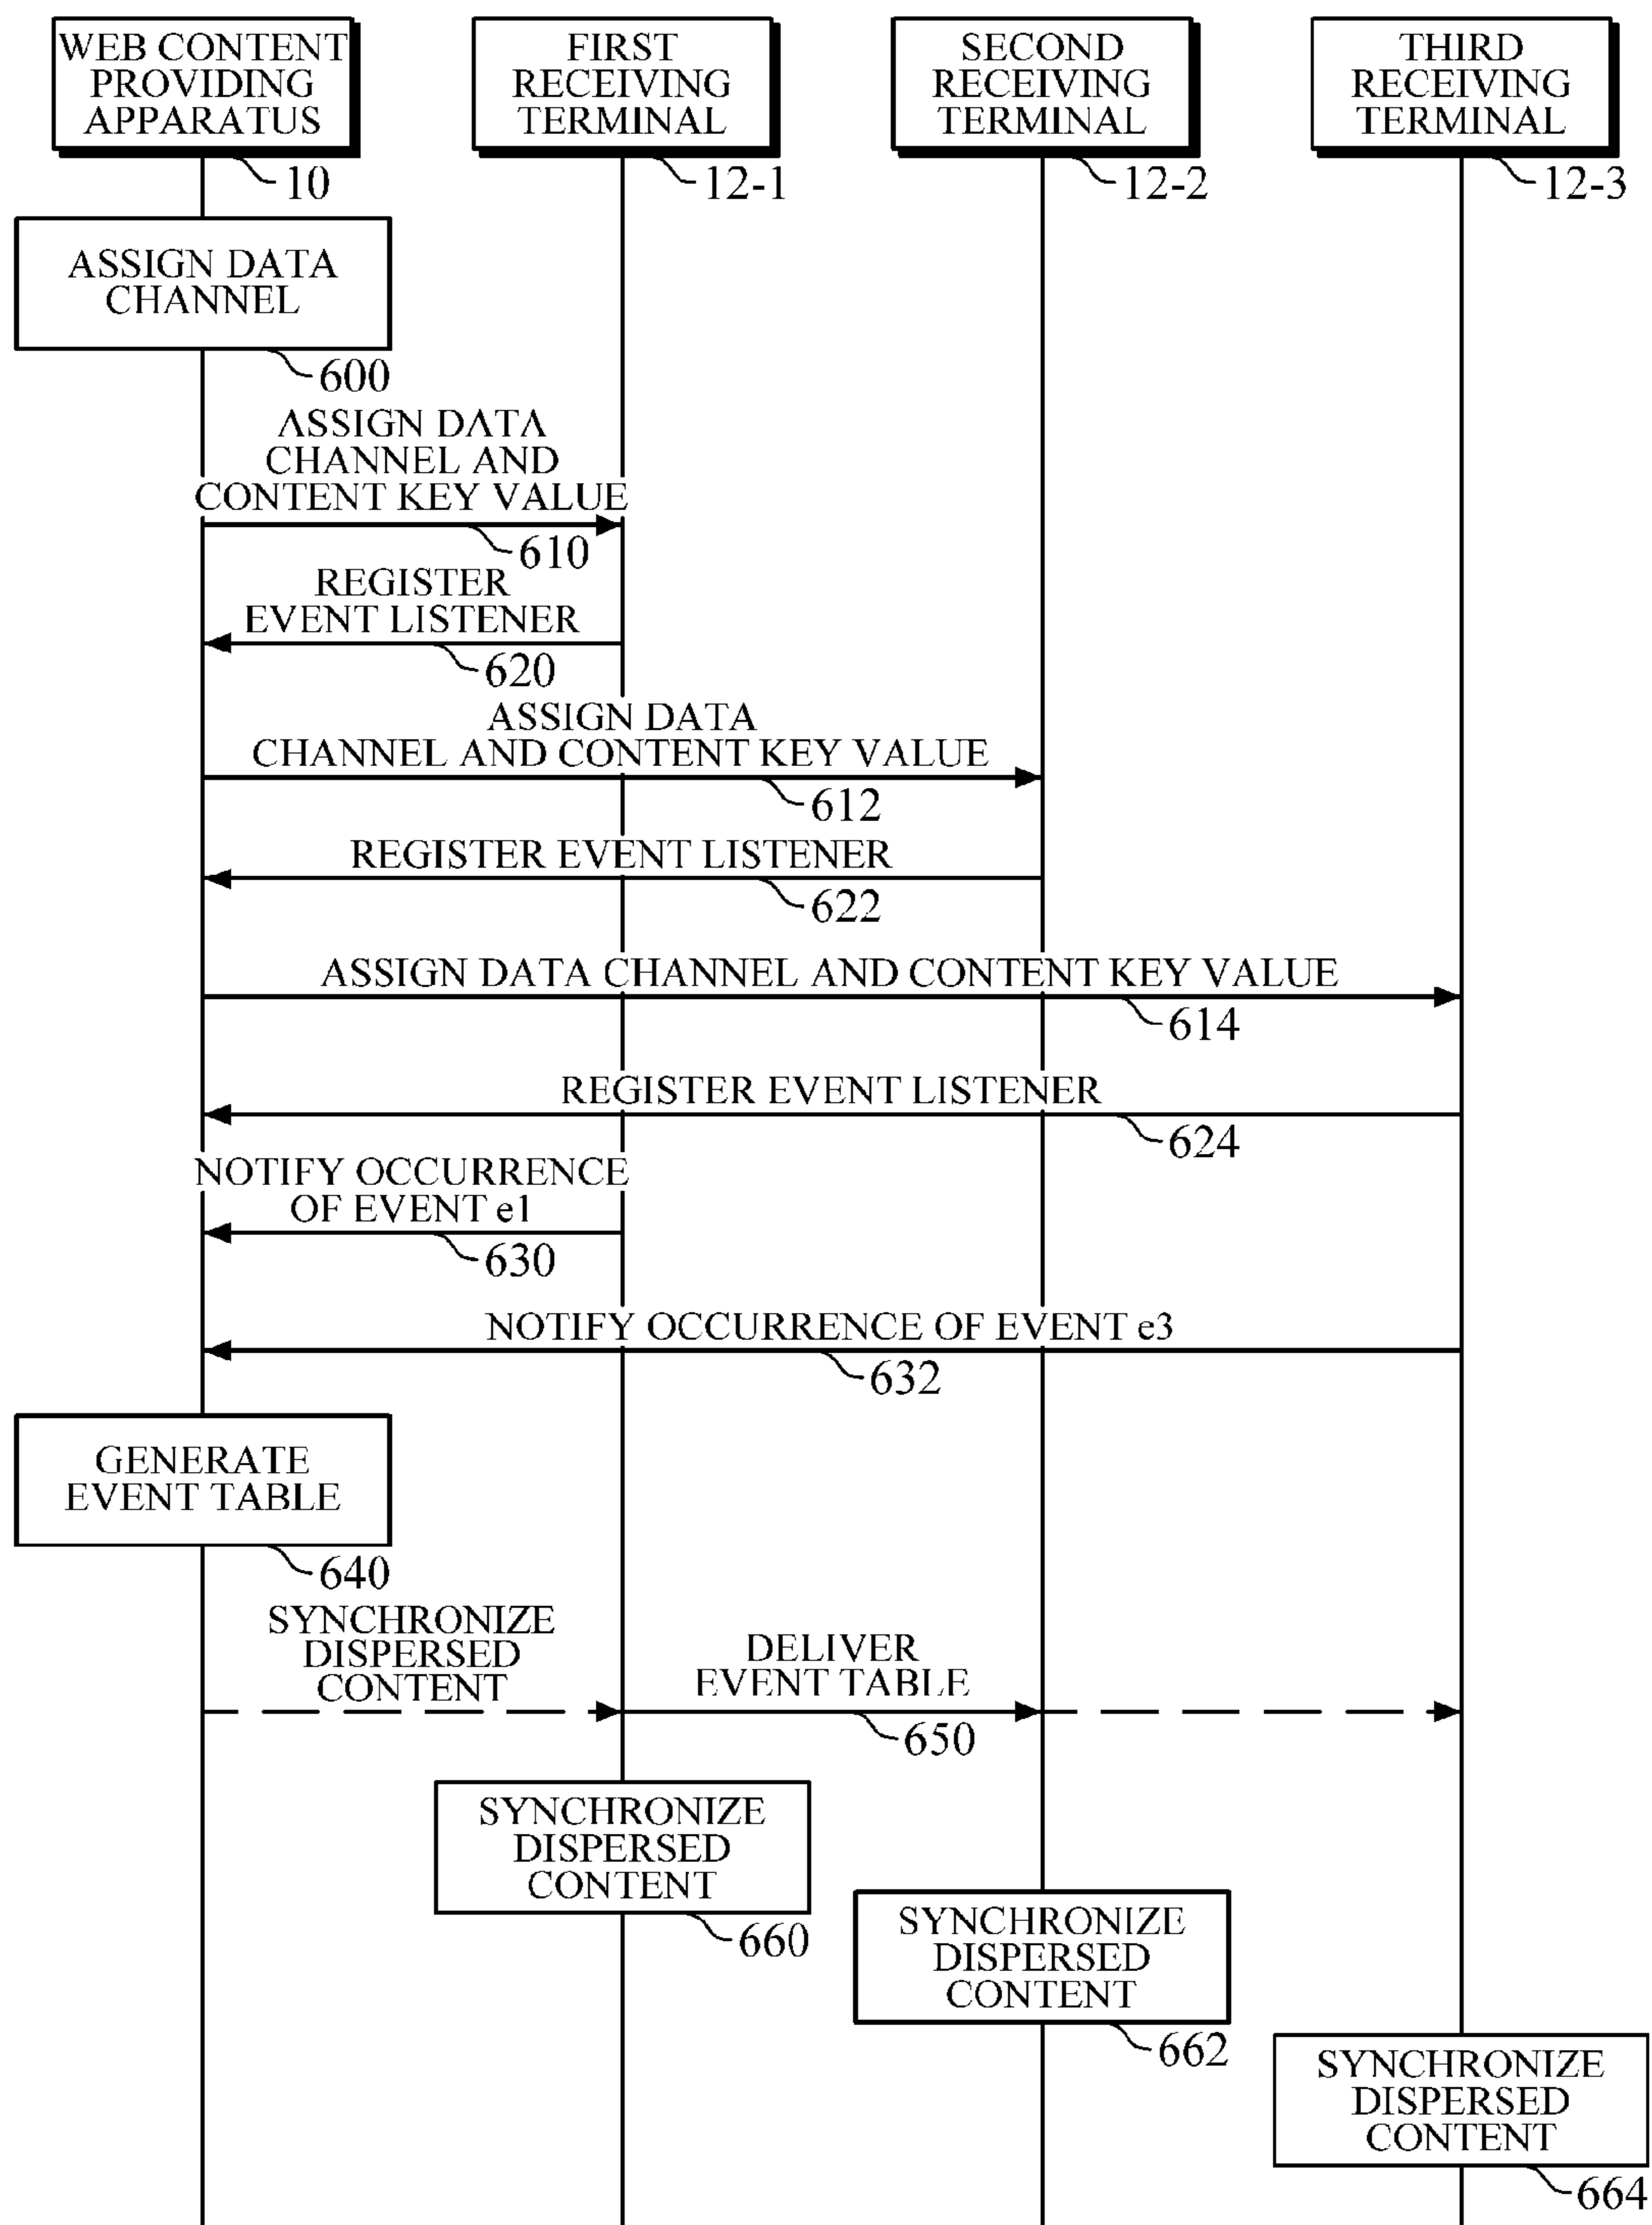 WEB CONTENT
PROVIDING
APPARATUS
10
FIRST
RECEIVING
TERMINAL
12-1
SECOND
RECEIVING
TERMINAL
12-2
THIRD
RECEIVING
TERMINAL
12-3
ASSIGN DATA
CHANNEL
600
ASSIGN DATA
CHANNEL AND
CONTENT KEY VALUE
610
REGISTER
EVENT LISTENER
620
ASSIGN DATA
CHANNEL AND CONTENT KEY VALUE
612
REGISTER EVENT LISTENER
622
ASSIGN DATA CHANNEL AND CONTENT KEY VALUE
614
REGISTER EVENT LISTENER
624
NOTIFY OCCURRENCE
OF EVENT e1
630
NOTIFY OCCURRENCE OF EVENT e3
632
GENERATE
EVENT TABLE
640
SYNCHRONIZE
DISPERSED
CONTENT
DELIVER
EVENT TABLE
650
SYNCHRONIZE
DISPERSED
CONTENT
660
SYNCHRONIZE
DISPERSED
CONTENT
662
SYNCHRONIZE
DISPERSED
CONTENT
664